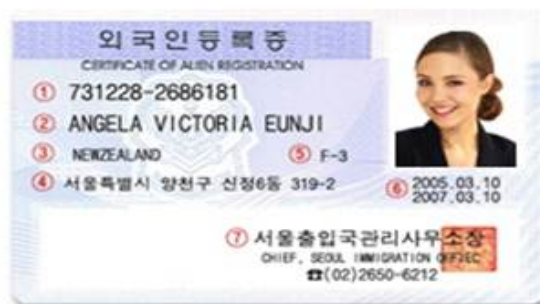 외국인등록증
CERTIFICATE OF ALIEN REGISTRATION
① 731228-2686181
② ANGELA VICTORIA EUNJI
③ NEWZEALAND ⑤ F-3
④ 서울특별시 양천구 신정6동 319-2 ⑥ 2005.03.10
2007.03.10
⑦ 서울출입국관리사무소장
CHIEF, SEOUL IMMIGRATION OFFIEC
☎(02)2650-6212